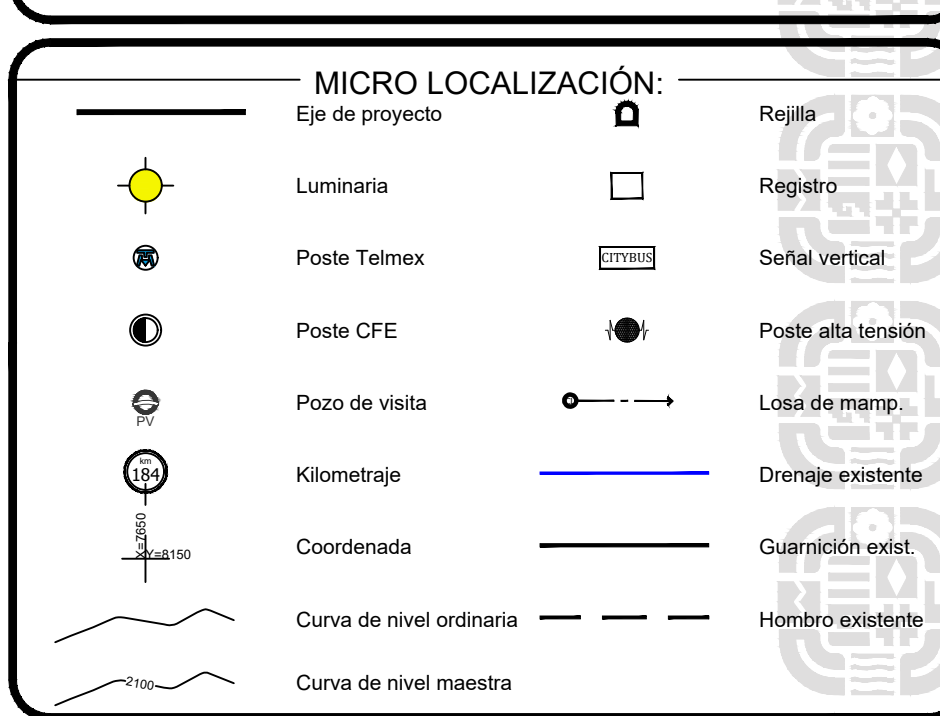 MICRO LOCALIZACIÓN:
Eje de proyecto
Rejilla
Luminaria
Registro
Poste Telmex
CITYBUS
Señal vertical
Poste CFE
Poste alta tensión
PV
Pozo de visita
Losa de mamp.
km
184
Kilometraje
Drenaje existente
X=7650
XY=8150
Coordenada
Guarnición exist.
Curva de nivel ordinaria
Hombro existente
2100
Curva de nivel maestra